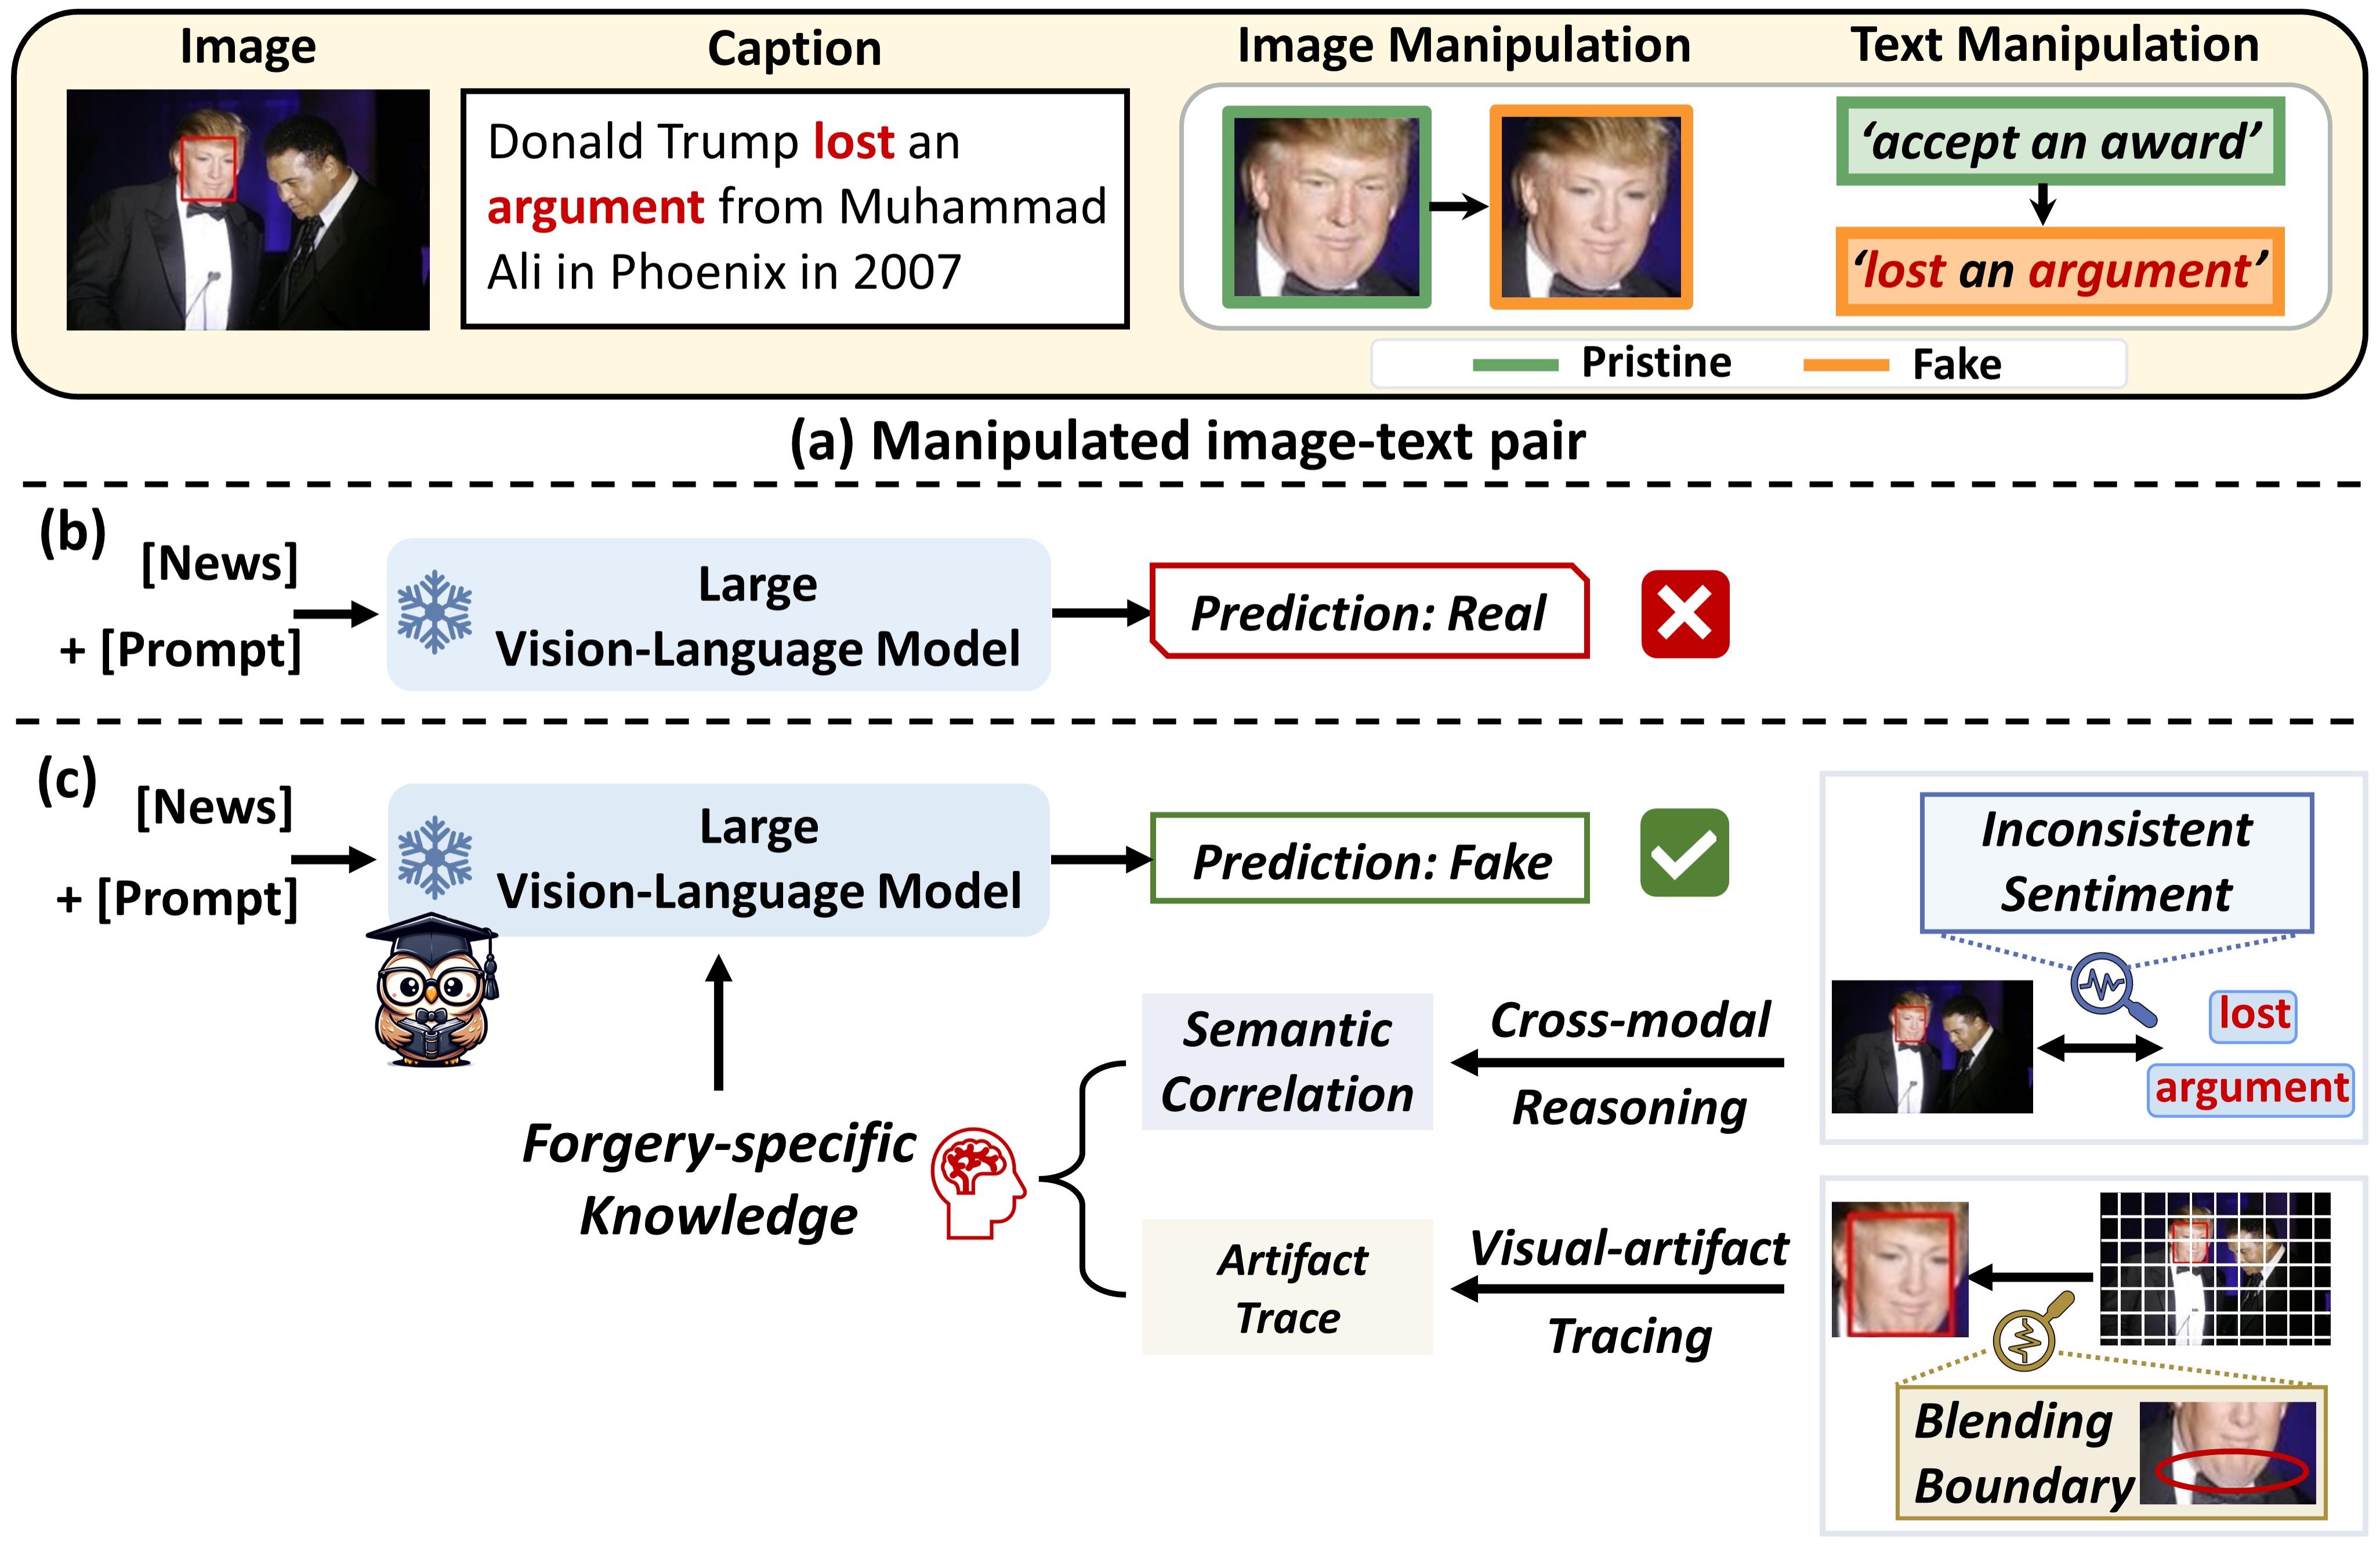 Image
Caption
Image Manipulation
Text Manipulation
Donald Trump lost an
argument from Muhammad
Ali in Phoenix in 2007
‘accept an award’
‘lost an argument’
Pristine
Fake
(a) Manipulated image-text pair
(b)
[News]
+ [Prompt]
Large
Vision-Language Model
Prediction: Real
(c)
[News]
+ [Prompt]
Large
Vision-Language Model
Prediction: Fake
Inconsistent
Sentiment
lost
argument
Cross-modal
Reasoning
Semantic
Correlation
Forgery-specific
Knowledge
Artifact
Trace
Visual-artifact
Tracing
Blending
Boundary